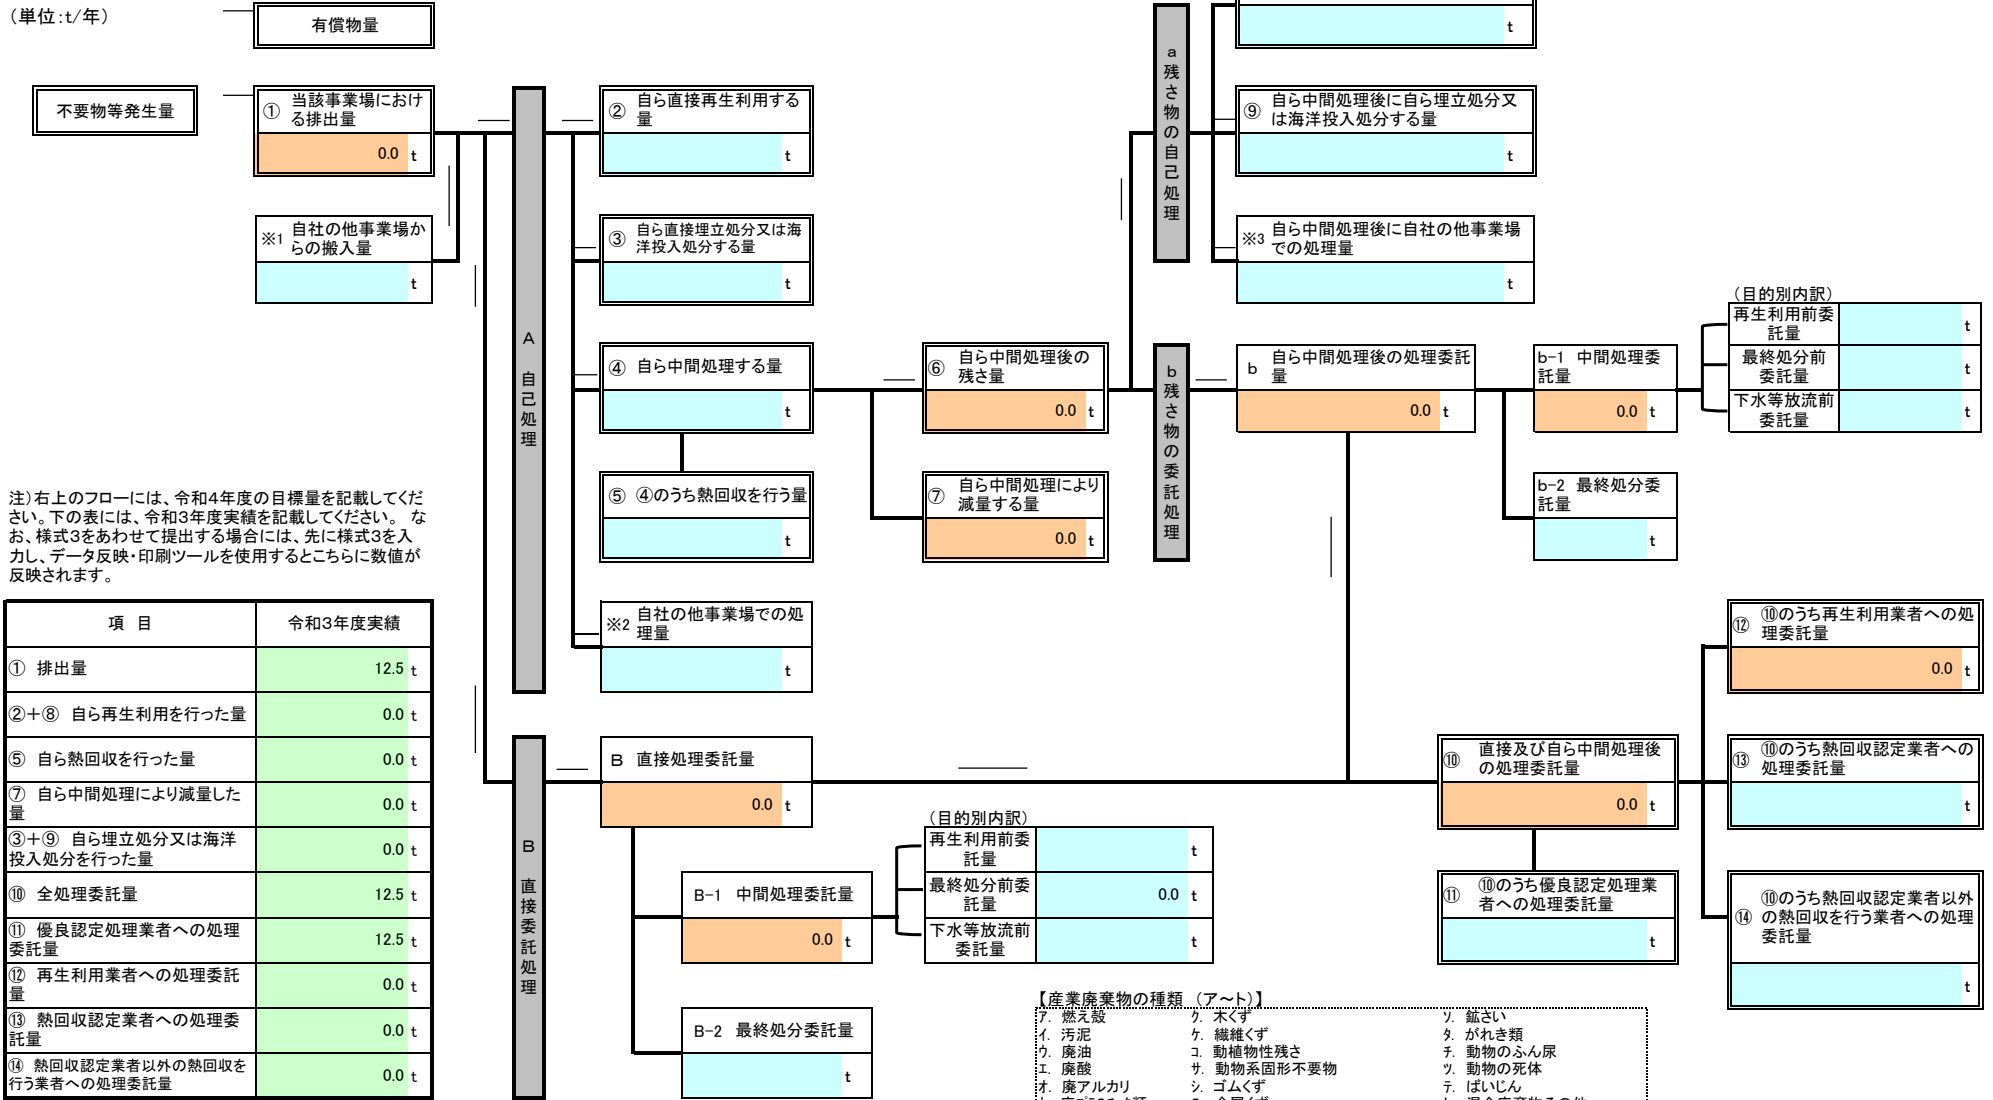 (単位:t/年)
有償物量
不要物等発生量
① 当該事業場におけ
る排出量
0.0 t
※1 自社の他事業場か
らの搬入量
t
A 自己処理
② 自ら直接再生利用する
量
t
③ 自ら直接埋立処分又は海
洋投入処分する量
t
④ 自ら中間処理する量
t
⑤ ④のうち熱回収を行う量
t
※2 自社の他事業場での処
理量
t
⑥ 自ら中間処理後の
残さ量
0.0 t
⑦ 自ら中間処理により
減量する量
0.0 t
a 残さ物の自己処理
t
⑨ 自ら中間処理後に自ら埋立処分又
は海洋投入処分する量
t
※3 自ら中間処理後に自社の他事業場
での処理量
t
b 残さ物の委託処理
b 自ら中間処理後の処理委託
量
0.0 t
b-1 中間処理委
託量
0.0 t
b-2 最終処分委
託量
t
(目的別内訳)
再生利用前委
託量
t
最終処分前
委託量
t
下水等放流前
委託量
t
注)右上のフローには、令和4年度の目標量を記載してくだ
さい。下の表には、令和3年度実績を記載してください。 な
お、様式3をあわせて提出する場合には、先に様式3を入
力し、データ反映・印刷ツールを使用するとこちらに数値が
反映されます。
項 目 令和3年度実績
① 排出量 12.5 t
②+⑧ 自ら再生利用を行った量 0.0 t
⑤ 自ら熱回収を行った量 0.0 t
⑦ 自ら中間処理により減量した
量 0.0 t
③+⑨ 自ら埋立処分又は海洋
投入処分を行った量 0.0 t
⑩ 全処理委託量 12.5 t
⑪ 優良認定処理業者への処理
委託量 12.5 t
⑫ 再生利用業者への処理委託
量 0.0 t
⑬ 熱回収認定業者への処理委
託量 0.0 t
⑭ 熱回収認定業者以外の熱回収を
行う業者への処理委託量 0.0 t
B 直接委託処理
B 直接処理委託量
0.0 t
B-1 中間処理委託量
0.0 t
B-2 最終処分委託量
t
(目的別内訳)
再生利用前委
託量
t
最終処分前委
託量
0.0 t
下水等放流前
委託量
t
⑩ 直接及び自ら中間処理後
の処理委託量
0.0 t
⑪ ⑩のうち優良認定処理業
者への処理委託量
t
⑫ ⑩のうち再生利用業者への処
理委託量
0.0 t
⑬ ⑩のうち熱回収認定業者への
処理委託量
t
⑭ ⑩のうち熱回収認定業者以外
の熱回収を行う業者への処理
委託量
t
【産業廃棄物の種類 (ア~ト)】
ア. 燃え殻 ク. 木くず ソ. 鉱さい
イ. 汚泥 ケ. 繊維くず タ. がれき類
ウ. 廃油 コ. 動植物性残さ チ. 動物のふん尿
エ. 廃酸 サ. 動物系固形不要物 ツ. 動物の死体
オ. 廃アルカリ シ. ゴムくず テ. ばいじん